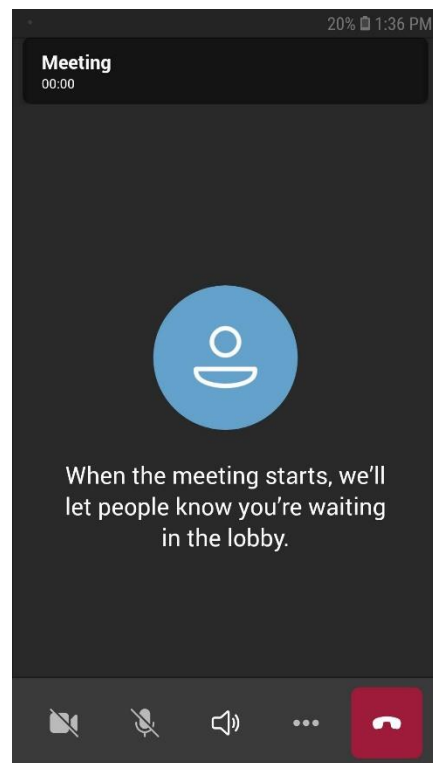 20% 1:36 PM
Meeting
00:00
When the meeting starts, we'll
let people know you're waiting
in the lobby.